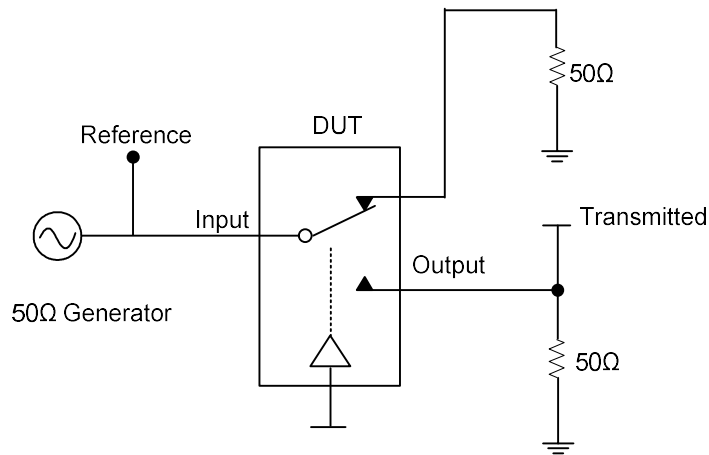 50Ω
DUT
Reference
Input
Transmitted
Output
50Ω Generator
50Ω